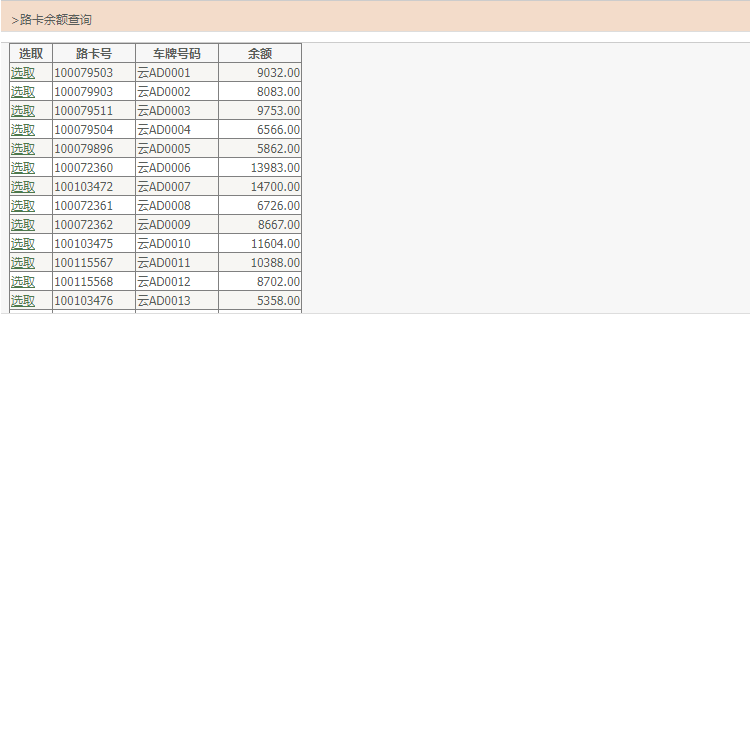 >路卡余额查询
选取 路卡号 车牌号码 余额
选取 100079503 云AD0001 9032.00
选取 100079903 云AD0002 8083.00
选取 100079511 云AD0003 9753.00
选取 100079504 云AD0004 6566.00
选取 100079896 云AD0005 5862.00
选取 100072360 云AD0006 13983.00
选取 100103472 云AD0007 14700.00
选取 100072361 云AD0008 6726.00
选取 100072362 云AD0009 8667.00
选取 100103475 云AD0010 11604.00
选取 100115567 云AD0011 10388.00
选取 100115568 云AD0012 8702.00
选取 100103476 云AD0013 5358.00